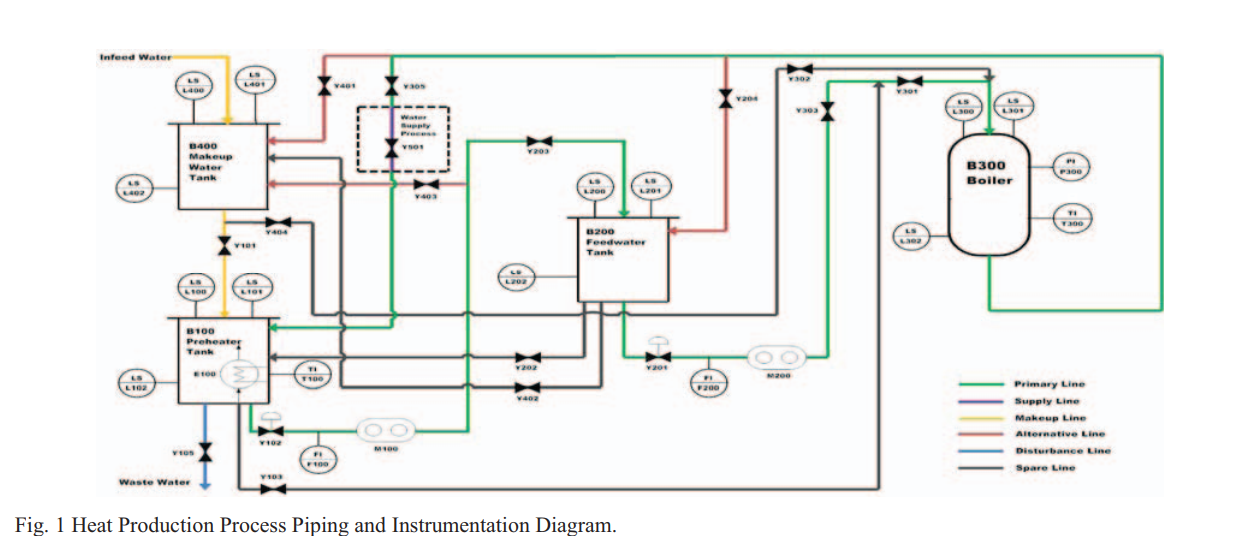 Infeed Water
LS
L400
LS
L401
Y401
Y305
Water
Supply
Process
Y501
Y204
Y302
Y303
Y301
LS
L300
LS
L301
B400
Makeup
Water
Tank
LS
L402
Y203
Y403
LS
L200
LS
L201
B300
Boiler
PI
P300
TI
T300
LS
L302
Y404
Y101
B200
Feedwater
Tank
LS
L202
LS
L100
LS
L101
B100
Preheater
Tank
E100
TI
T100
LS
L102
Y202
Y402
Y201
FI
F200
M200
Y102
FI
F100
M100
Y105
Waste Water
Y103
Primary Line
Supply Line
Makeup Line
Alternative Line
Disturbance Line
Spare Line
Fig. 1 Heat Production Process Piping and Instrumentation Diagram.